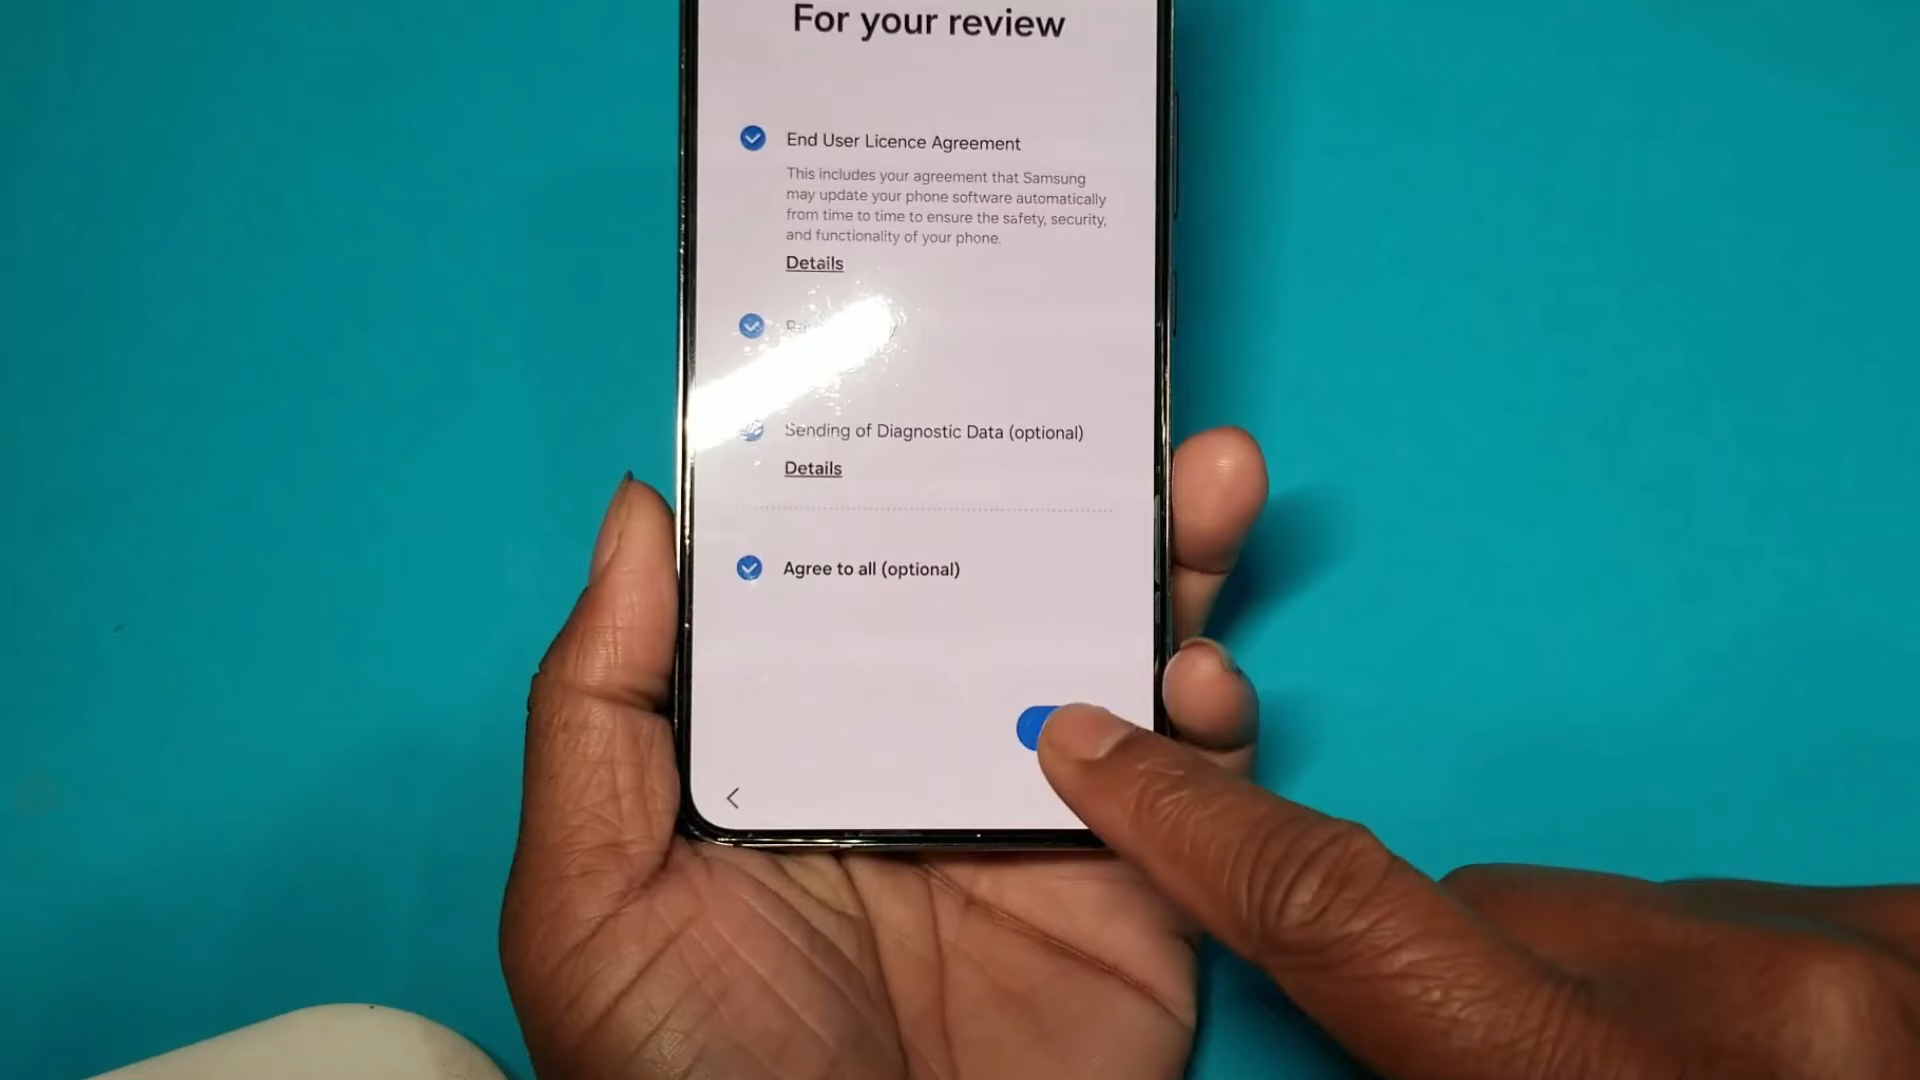 For your review
End User Licence Agreement
This includes your agreement that Samsung
may update your phone software automatically
from time to time to ensure the safety, security,
and functionality of your phone.
Details
Sending of Diagnostic Data (optional)
Details
Agree to all (optional)